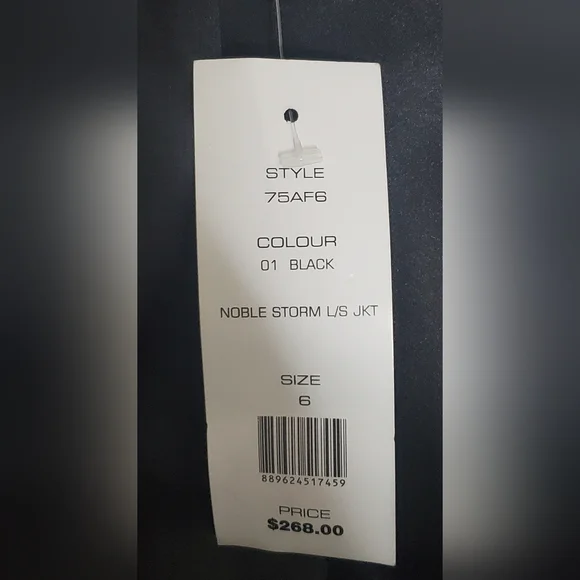 STYLE
75AF6
COLOUR
01 BLACK
NOBLE STORM L/S JKT
SIZE
6
889624517459
PRICE
$268.00